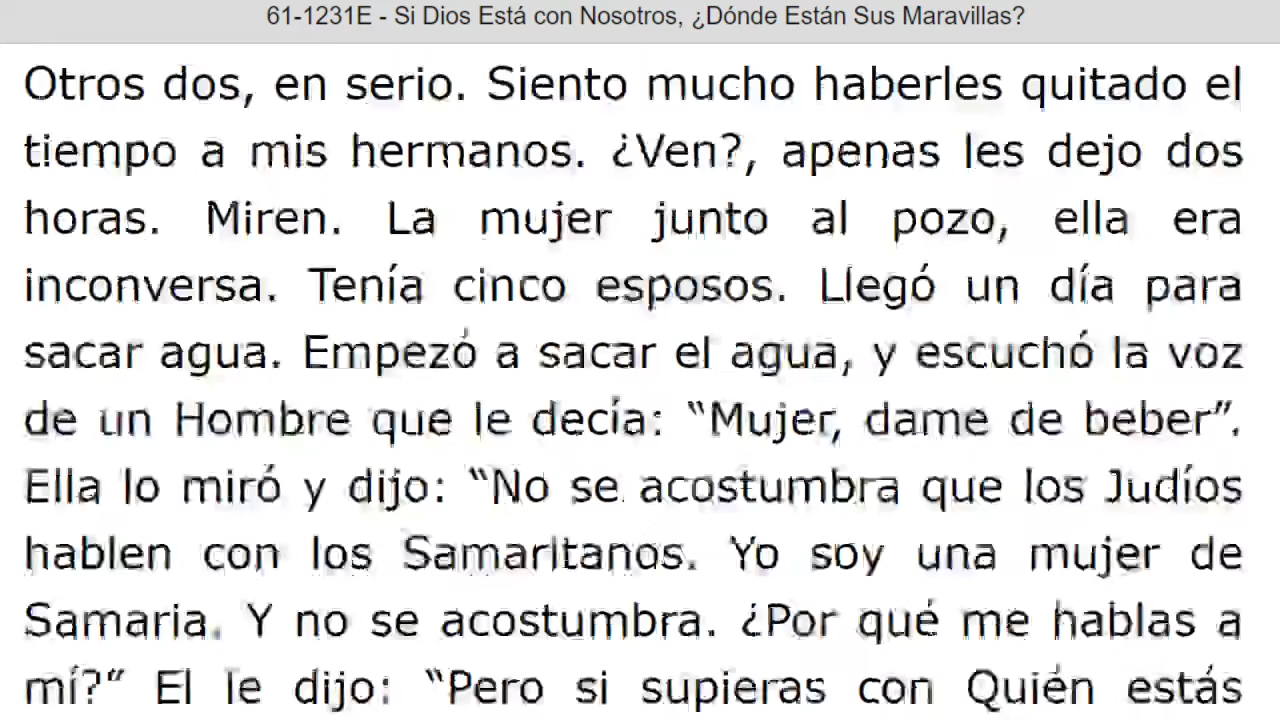 61-1231E - Si Dios Está con Nosotros, ¿Dónde Están Sus Maravillas?
Otros dos, en serio. Siento mucho haberles quitado el
tiempo a mis hermanos. ¿Ven?, apenas les dejo dos
horas. Miren. La mujer junto al pozo, ella era
inconversa. Tenía cinco esposos. Llegó un día para
sacar agua. Empezó a sacar el agua, y escuchó la voz
de un Hombre que le decía: “Mujer, dame de beber”.
Ella lo miró y dijo: “No se acostumbra que los Judíos
hablen con los Samaritanos. Yo soy una mujer de
Samaria. Y no se acostumbra. ¿Por qué me hablas a
mí?” El le dijo: “Pero si supieras con Quién estás